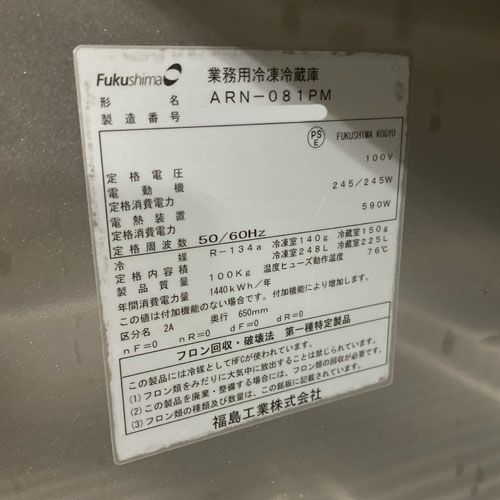 Fukushima 業務用冷凍冷蔵庫
形名 ARN-081PM
製造番号
PSE FUKUSHIMA KOGYO
定格電圧 100V
電動機
定格消費電力 245/245W
電熱装置
定格消費電力 590W
定格周波数 50/60Hz
冷媒 R-134a 冷凍室140g 冷蔵室150g
定格内容積 冷凍室248L 冷蔵室225L
製品質量 100Kg 温度ヒューズ動作温度 76℃
年間消費電力量 1440kWh/年
この値は付加機能のない場合です。付加機能により増加します。
区分名 2A 奥行 650mm
nF=0 nR=0 dF=0 dR=0
フロン回収・破壊法 第一種特定製品
この製品には冷媒としてHFCが使われています。
(1)フロン類をみだりに大気中に放出することは禁じられています。
(2)この製品を廃棄・整備する場合には、フロン類の回収が必要です。
(3)フロン類の種類及び数量は、この銘板に記載されています。
福島工業株式会社